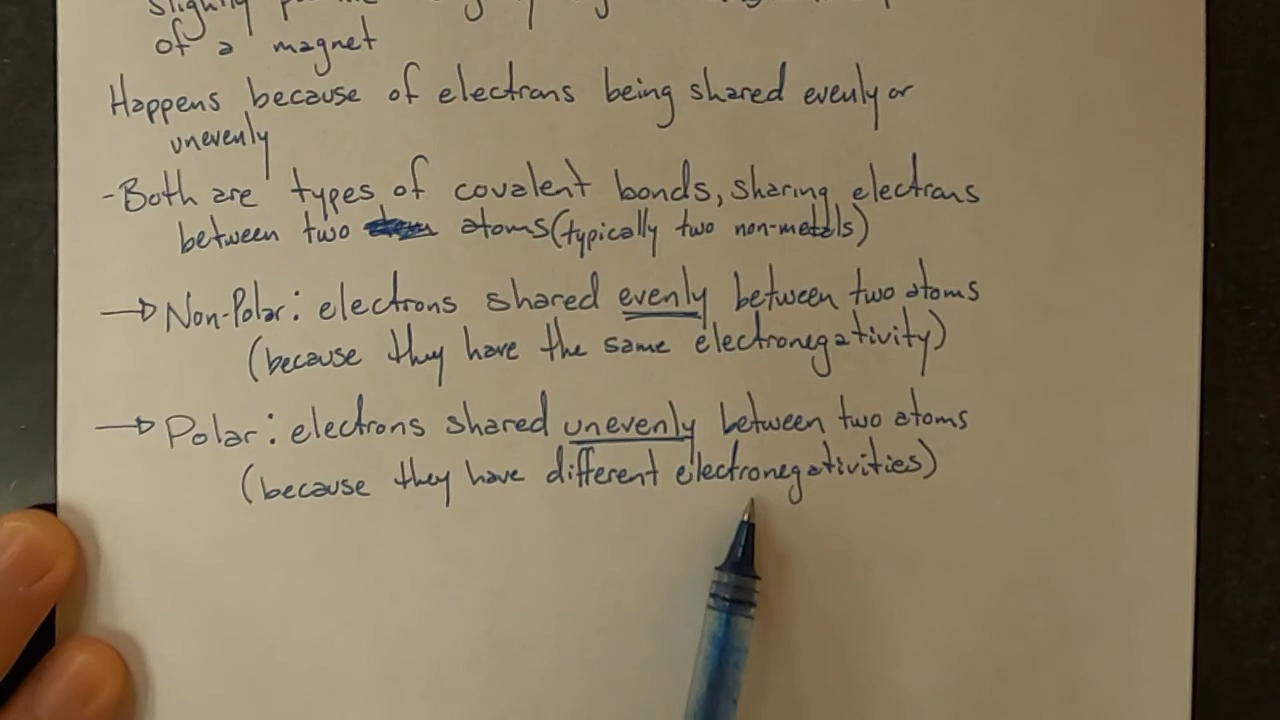 slightly
of a magnet
Happens because of electrons being shared evenly or
unevenly
-Both are types of covalent bonds, sharing electrons
between two atoms (typically two non-metals)
→ Non-Polar: electrons shared evenly between two atoms
(because they have the same electronegativity)
→ Polar: electrons shared unevenly between two atoms
(because they have different electronegativities)